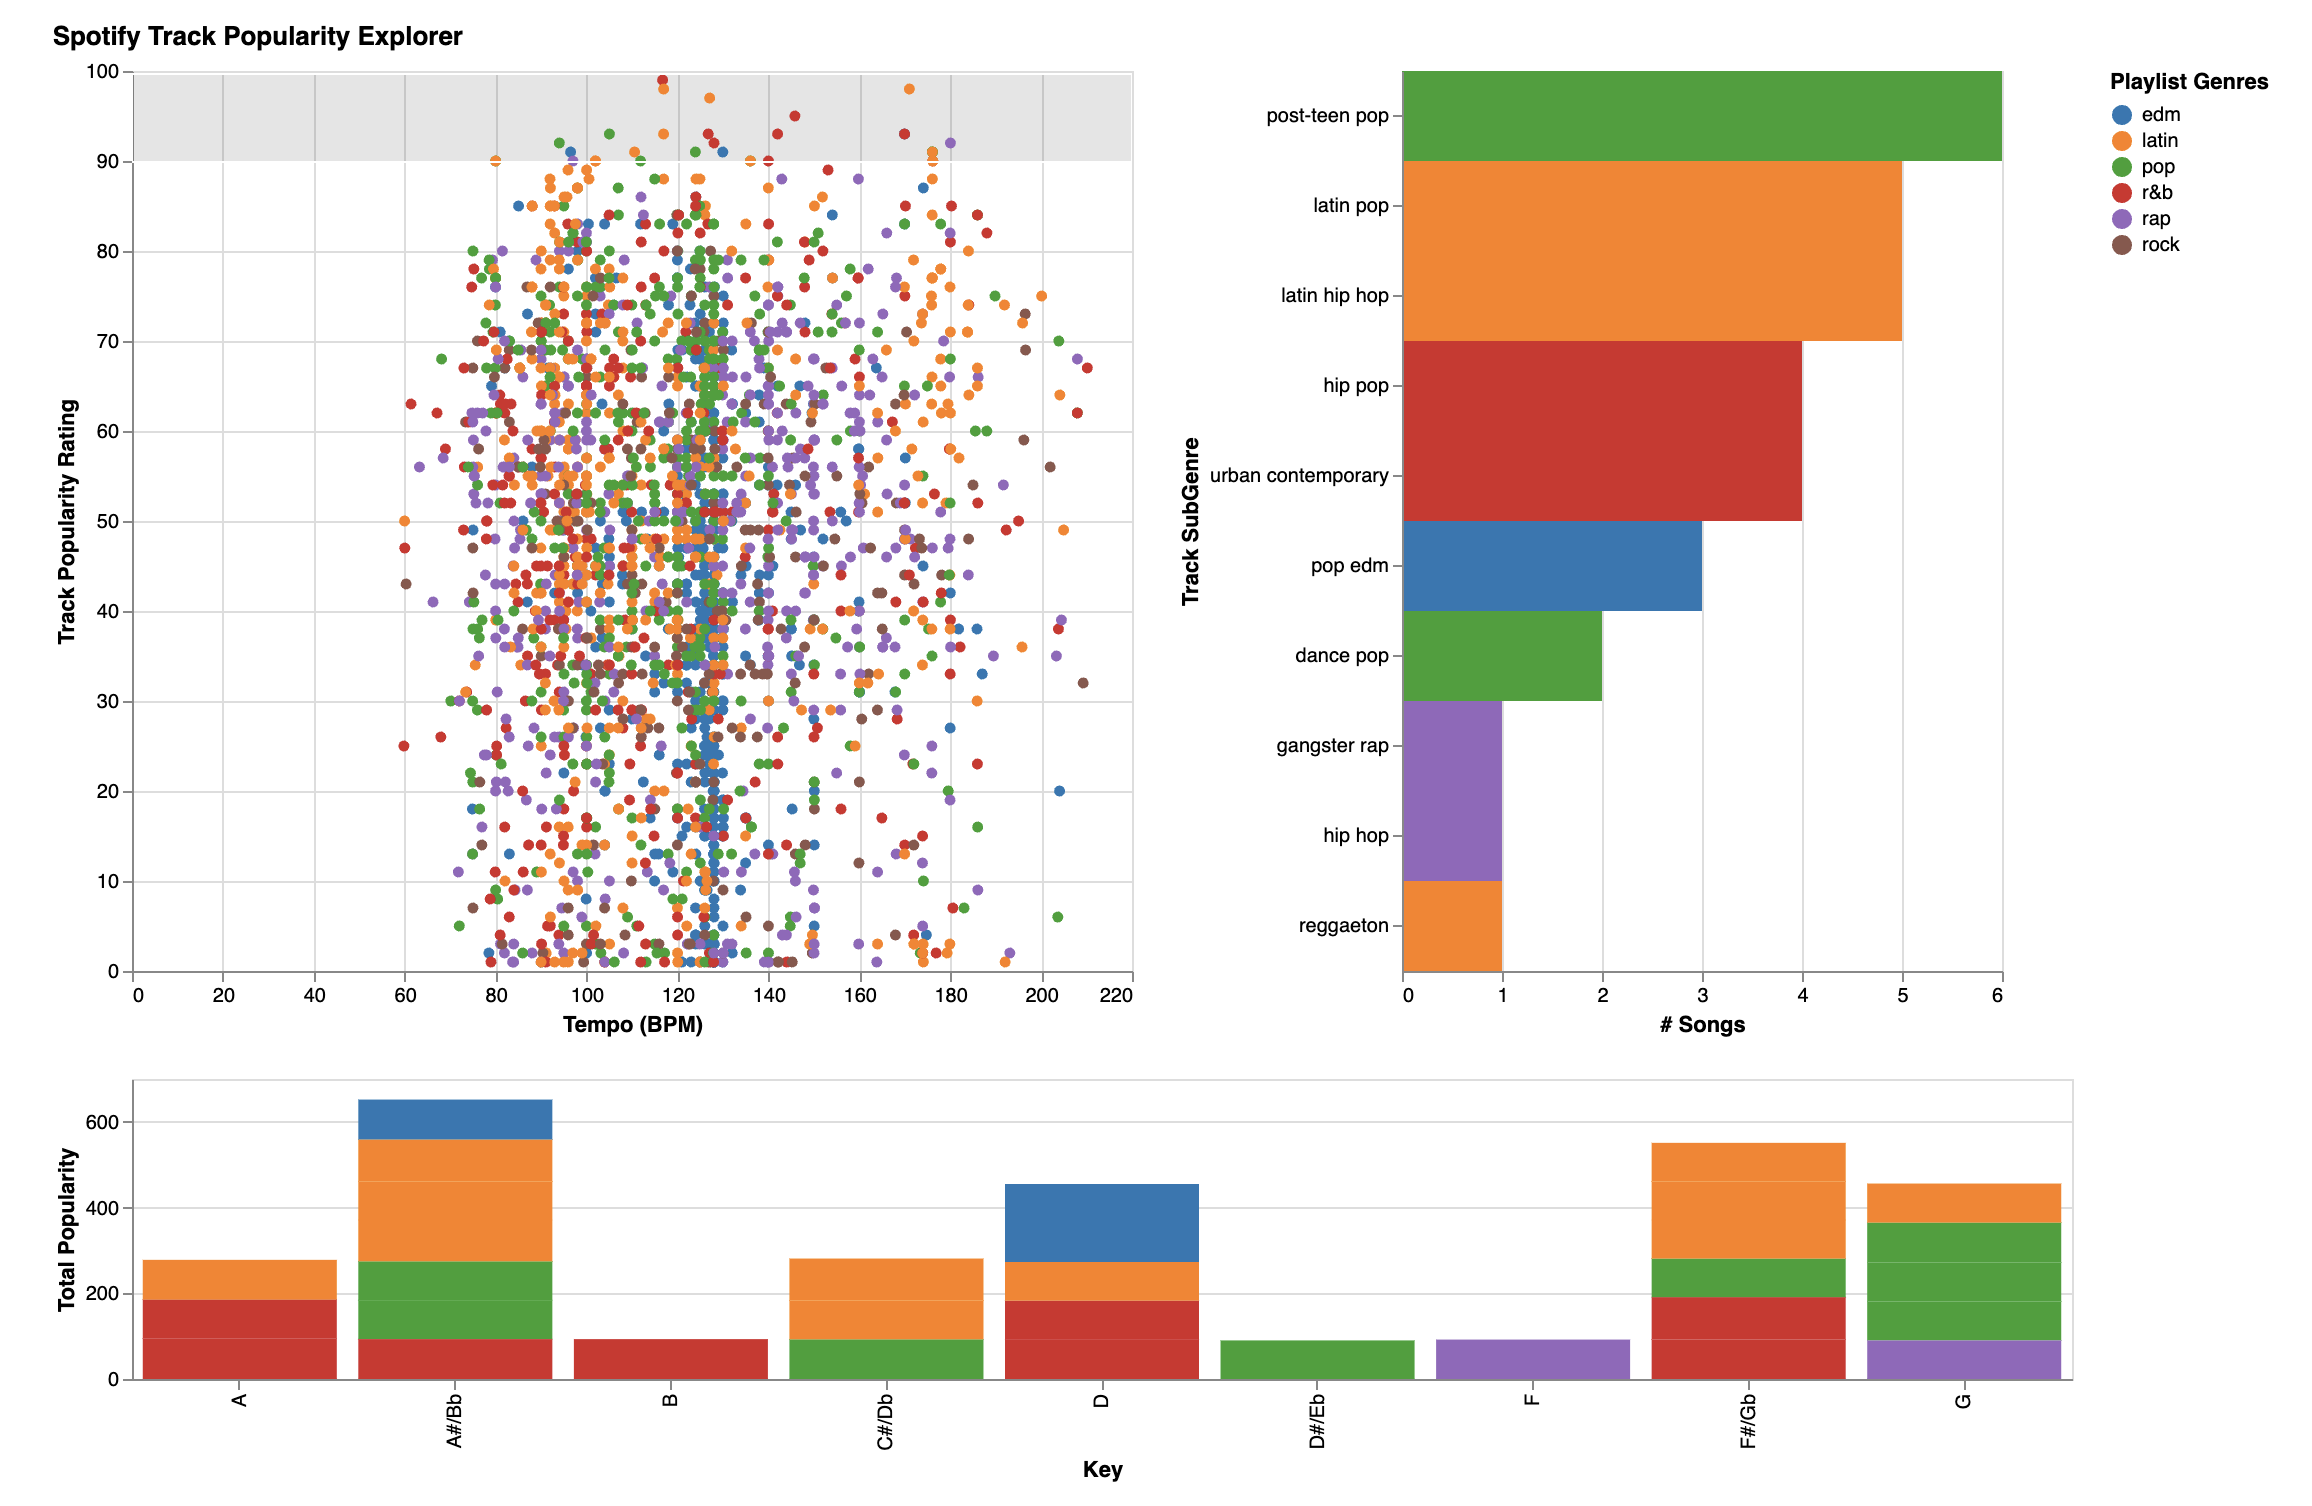 Spotify Track Popularity Explorer
100
90
80
70
60
50
40
30
20
10
0
Track Popularity Rating
0 20 40 60 80 100 120 140 160 180 200 220
Tempo (BPM)
Track SubGenre
post-teen pop
latin pop
latin hip hop
hip pop
urban contemporary
pop edm
dance pop
gangster rap
hip hop
reggaeton
0 1 2 3 4 5 6
# Songs
Playlist Genres
edm
latin
pop
r&b
rap
rock
Total Popularity
600
400
200
0
A A#/Bb B C#/Db D D#/Eb F F#/Gb G
Key